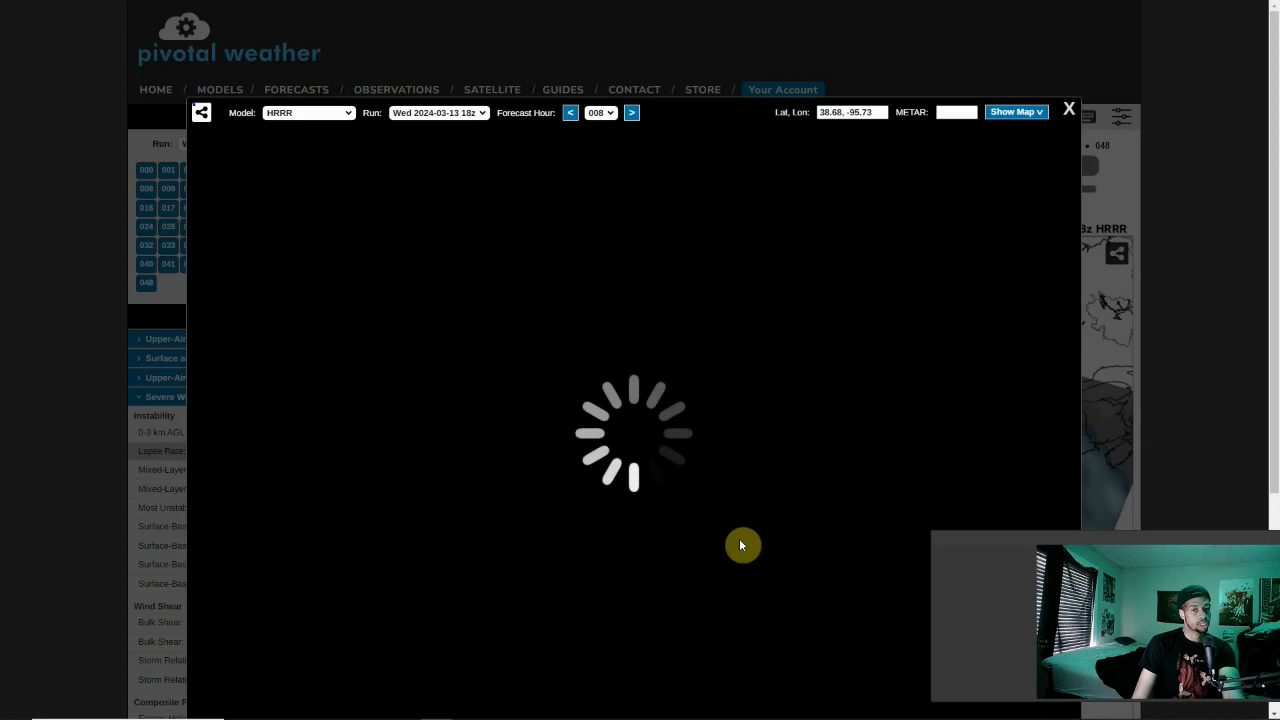 pivotal weather
HOME / MODELS / FORECASTS / OBSERVATIONS / SATELLITE / GUIDES / CONTACT / STORE / Your Account
Model: HRRR Run: Wed 2024-03-13 18z Forecast Hour: < 008 > Lat, Lon: 38.68, -95.73 METAR: Show Map X
Run:
• 648
000 001
008 009
016 017
024 025
032 033
040 041
048
3z HRRR
Upper-Air
Surface a
Upper-Air
Severe W
Instability
0-3 km AGL
Lapse Rate:
Mixed-Layer
Mixed-Layer
Most Unstab
Surface-Bas
Surface-Bas
Surface-Bas
Surface-Bas
Wind Shear
Bulk Shear:
Bulk Shear:
Storm Relati
Storm Relati
Composite P